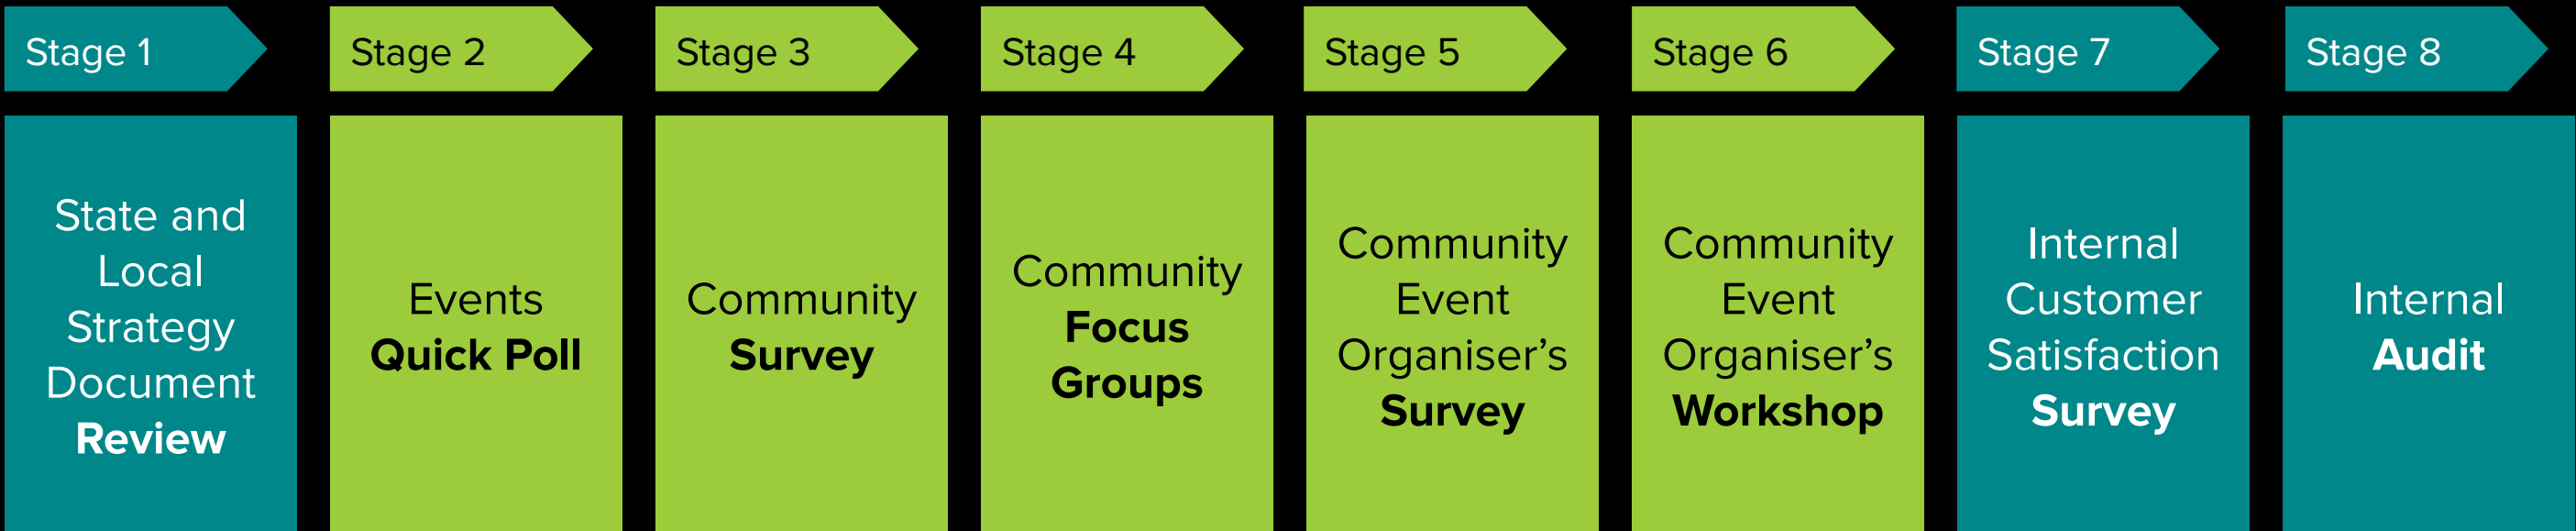 Stage 1
Stage 2
Stage 3
Stage 4
Stage 5
Stage 6
Stage 7
Stage 8
State and
Local
Strategy
Document
Review
Events
Quick Poll
Community
Survey
Community
Focus
Groups
Community
Event
Organiser’s
Survey
Community
Event
Organiser’s
Workshop
Internal
Customer
Satisfaction
Survey
Internal
Audit